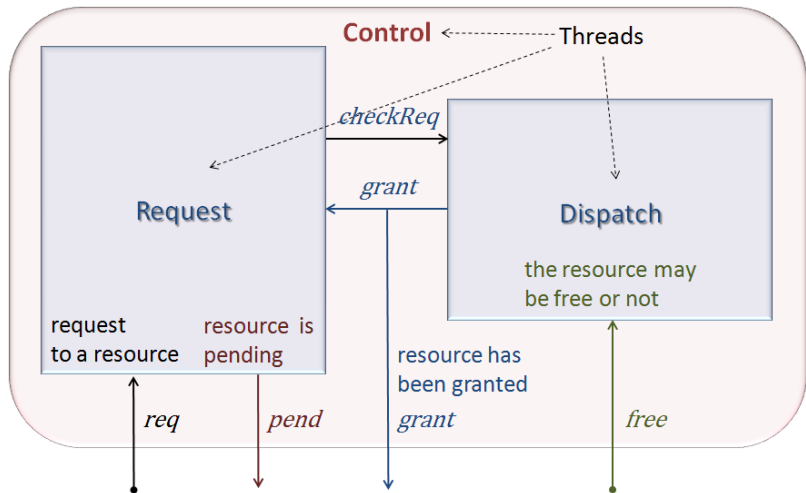 Control
Threads
checkReq
grant
Request
Dispatch
the resource may
be free or not
request
to a resource
resource is
pending
resource has
been granted
req
pend
grant
free